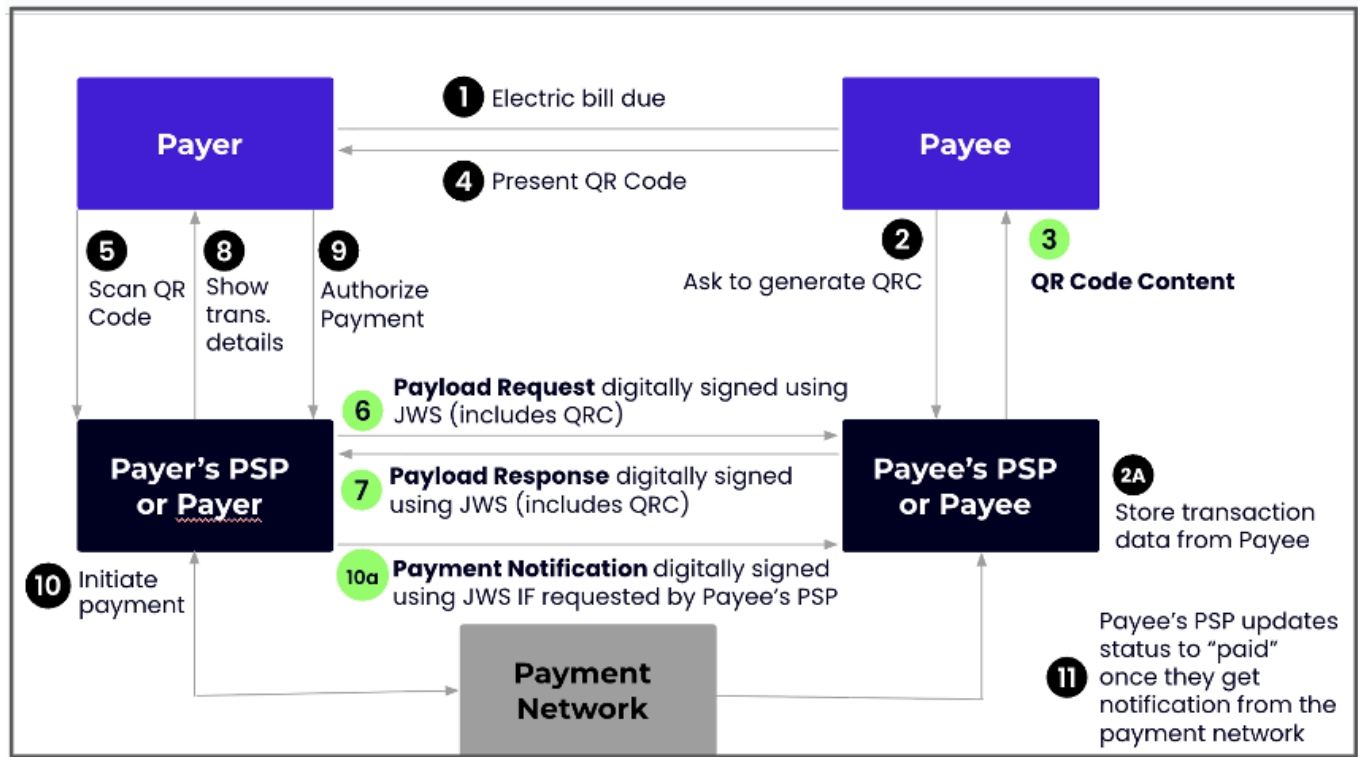 1 Electric bill due
Payer
Payee
4 Present QR Code
5
8
9
2
3
Scan QR
Code
Show
trans.
details
Authorize
Payment
Ask to generate QRC
QR Code Content
6
Payload Request digitally signed using
JWS (includes QRC)
Payer's PSP
or Payer
7
Payload Response digitally signed
using JWS (includes QRC)
Payee's PSP
or Payee
2A
Store transaction
data from Payee
10
Initiate
payment
10a
Payment Notification digitally signed
using JWS IF requested by Payee's PSP
Payment
Network
11
Payee's PSP updates
status to “paid”
once they get
notification from the
payment network